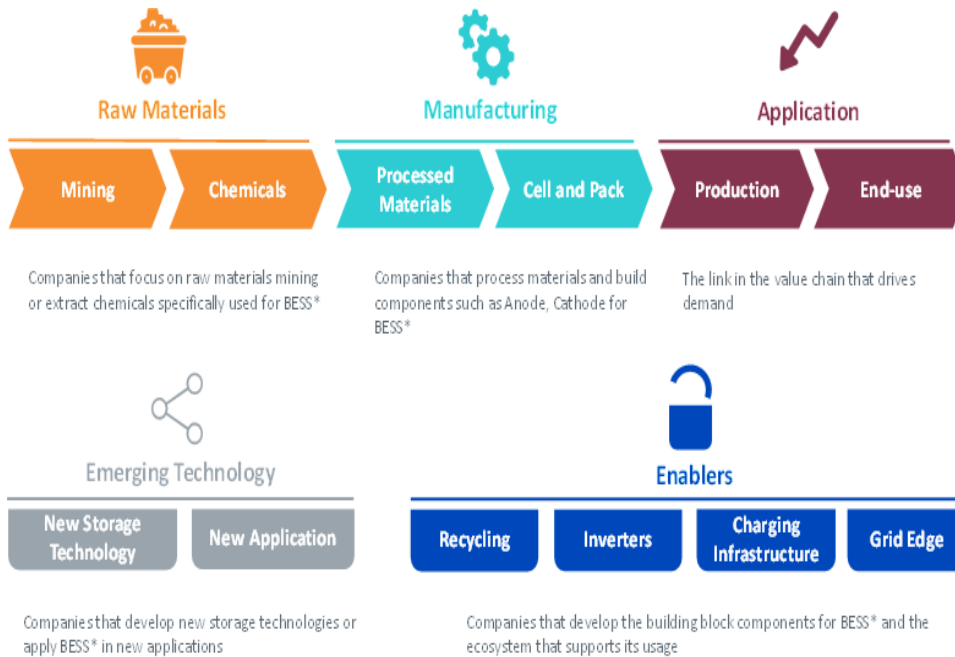 Raw Materials
Manufacturing
Application
Mining
Chemicals
Processed
Materials
Cell and Pack
Production
End-use
Companies that focus on raw materials mining
or extract chemicals specifically used for BESS*
Companies that process materials and build
components such as Anode, Cathode for
BESS*
The link in the value chain that drives
demand
Emerging Technology
Enablers
New Storage
Technology
New Application
Recycling
Inverters
Charging
Infrastructure
Grid Edge
Companies that develop new storage technologies or
apply BESS* in new applications
Companies that develop the building block components for BESS* and the
ecosystem that supports its usage